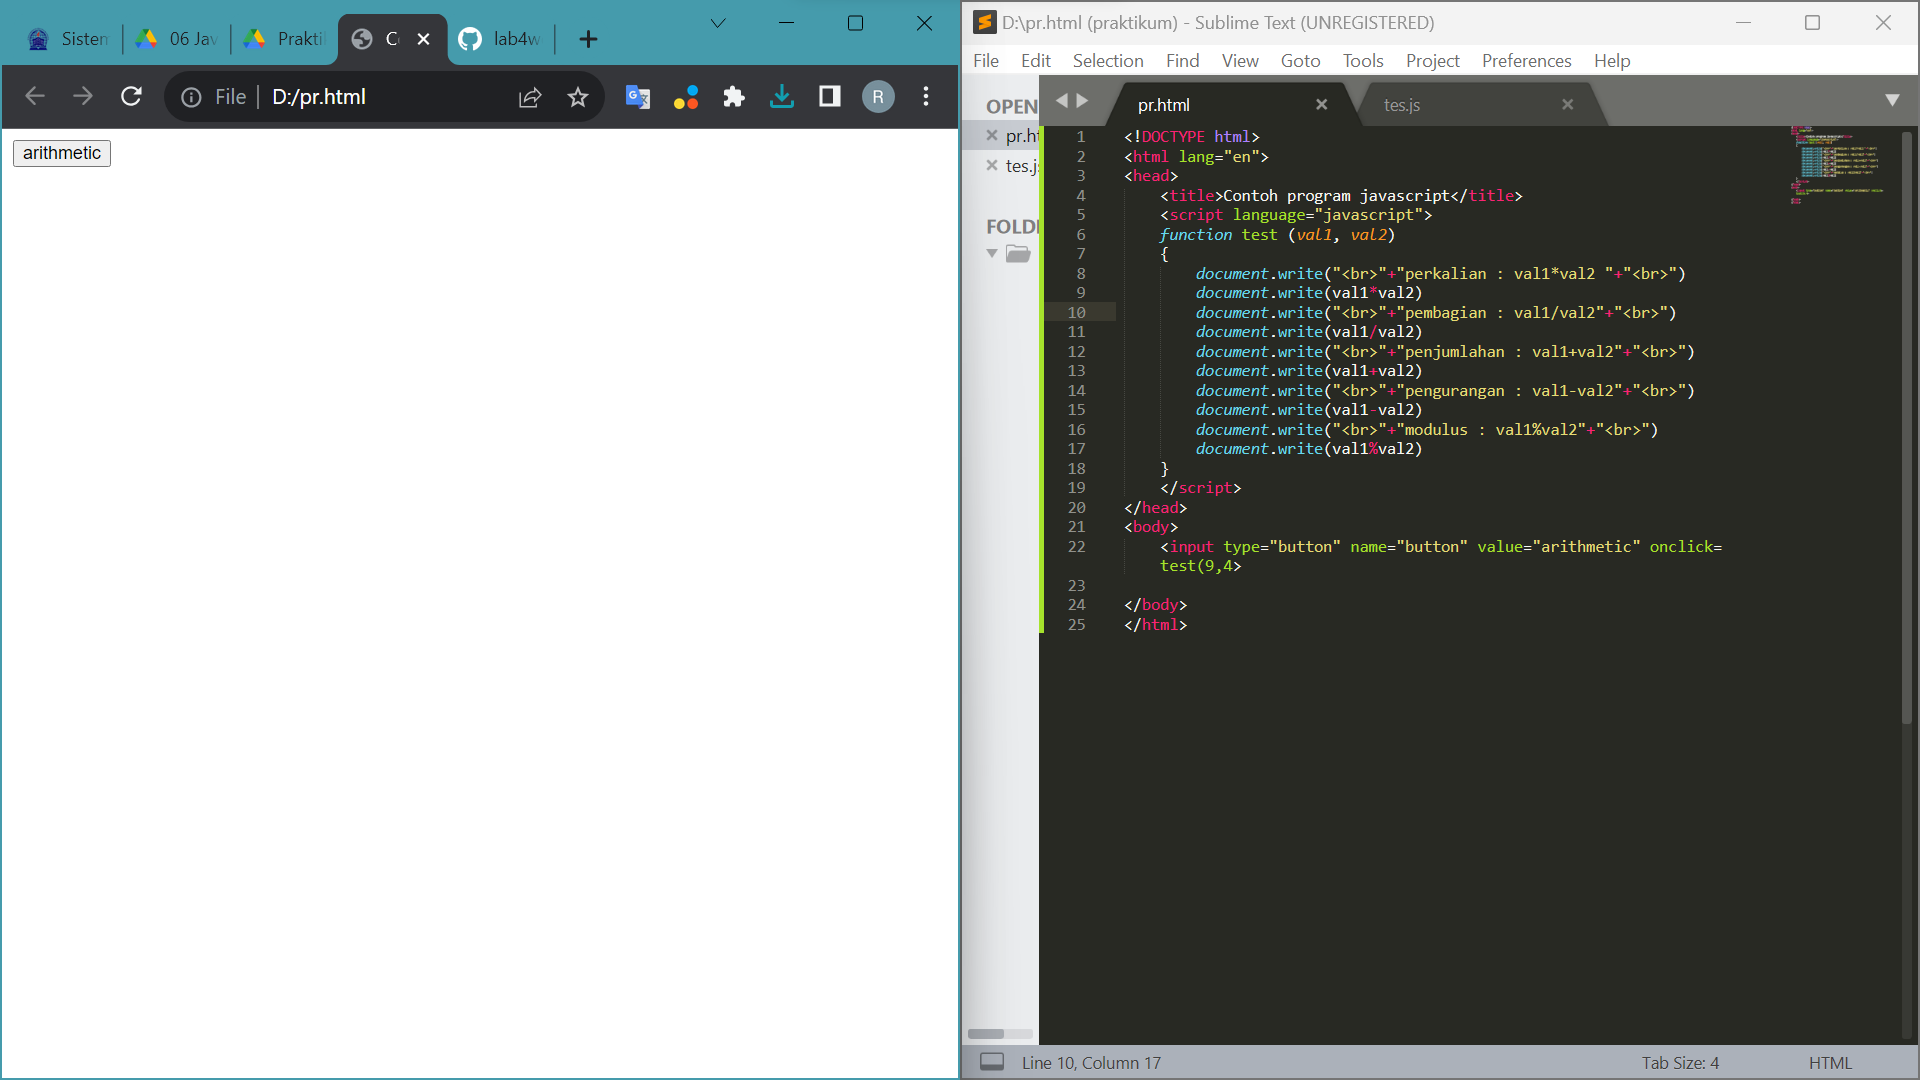 Sistem
06 Jav
Prakti
Co
lab4w
File
D:/pr.html
R
arithmetic
D:\pr.html (praktikum) - Sublime Text (UNREGISTERED)
File Edit Selection Find View Goto Tools Project Preferences Help
OPEN
pr.ht
tes.j
FOLD
pr.html
tes.js
1 <!DOCTYPE html>
2 <html lang="en">
3 <head>
4 <title>Contoh program javascript</title>
5 <script language="javascript">
6 function test (val1, val2)
7 {
8 document.write("<br>"+"perkalian : val1*val2 "+"<br>")
9 document.write(val1*val2)
10 document.write("<br>"+"pembagian : val1/val2"+"<br>")
11 document.write(val1/val2)
12 document.write("<br>"+"penjumlahan : val1+val2"+"<br>")
13 document.write(val1+val2)
14 document.write("<br>"+"pengurangan : val1-val2"+"<br>")
15 document.write(val1-val2)
16 document.write("<br>"+"modulus : val1%val2"+"<br>")
17 document.write(val1%val2)
18 }
19 </script>
20 </head>
21 <body>
22 <input type="button" name="button" value="arithmetic" onclick=
test(9,4>
23
24 </body>
25 </html>
Line 10, Column 17
Tab Size: 4
HTML